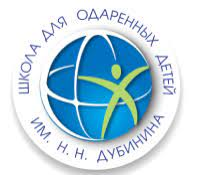 ШКОЛА ДЛЯ ОДАРЕННЫХ ДЕТЕЙ
ИМ. Н. Н. ДУБИНИНА